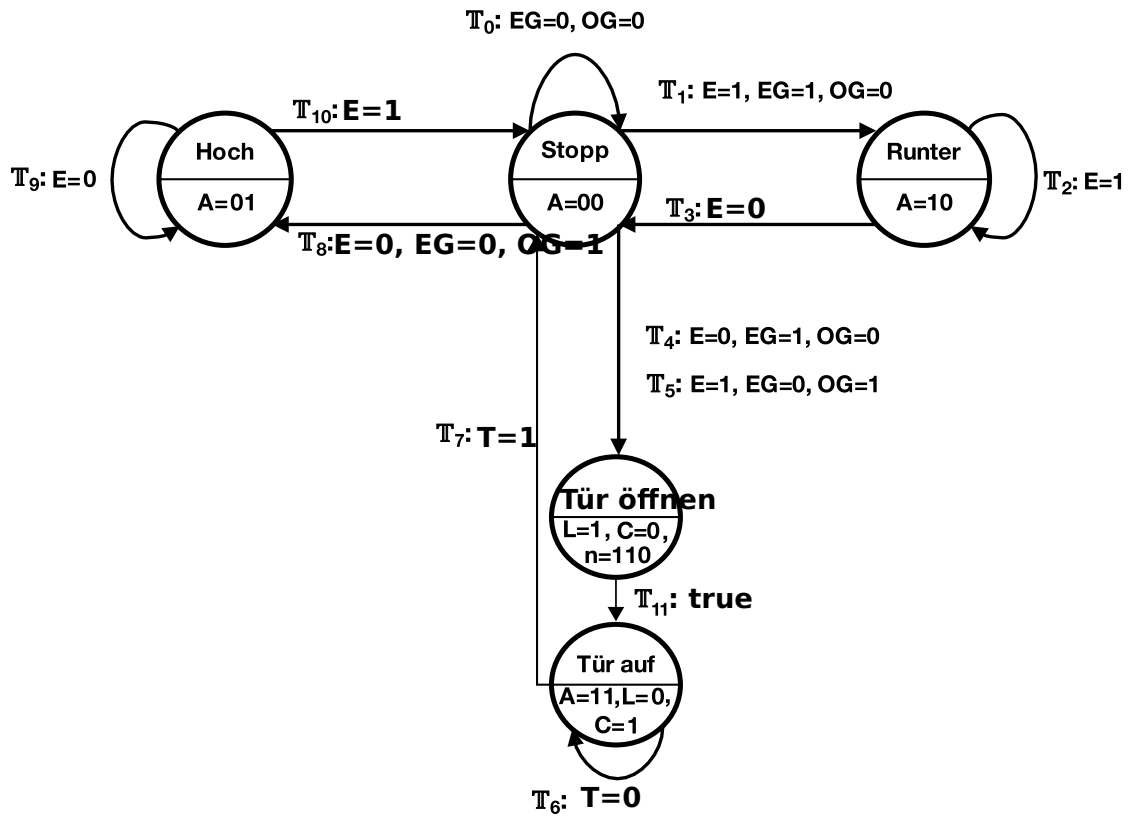 𝕋0: EG=0, OG=0
𝕋1: E=1, EG=1, OG=0
𝕋10: E=1
Hoch
A=01
Stopp
A=00
Runter
A=10
𝕋9: E=0
𝕋2: E=1
𝕋3: E=0
𝕋8: E=0, EG=0, OG=1
𝕋4: E=0, EG=1, OG=0
𝕋5: E=1, EG=0, OG=1
𝕋7: T=1
Tür öffnen
L=1, C=0,
n=110
𝕋11: true
Tür auf
A=11,L=0,
C=1
𝕋6: T=0